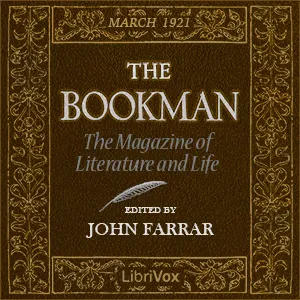 MARCH 1921
THE
BOOKMAN
The Magazine of
Literature and Life
EDITED BY
JOHN FARRAR
LibriVox